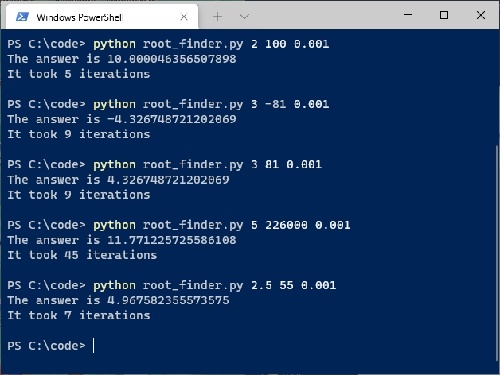 Windows PowerShell
PS C:\code> python root_finder.py 2 100 0.001
The answer is 10.000046356507898
It took 5 iterations
PS C:\code> python root_finder.py 3 -81 0.001
The answer is -4.326748721202069
It took 9 iterations
PS C:\code> python root_finder.py 3 81 0.001
The answer is 4.326748721202069
It took 9 iterations
PS C:\code> python root_finder.py 5 226000 0.001
The answer is 11.771225725586108
It took 45 iterations
PS C:\code> python root_finder.py 2.5 55 0.001
The answer is 4.967582355573575
It took 7 iterations
PS C:\code>